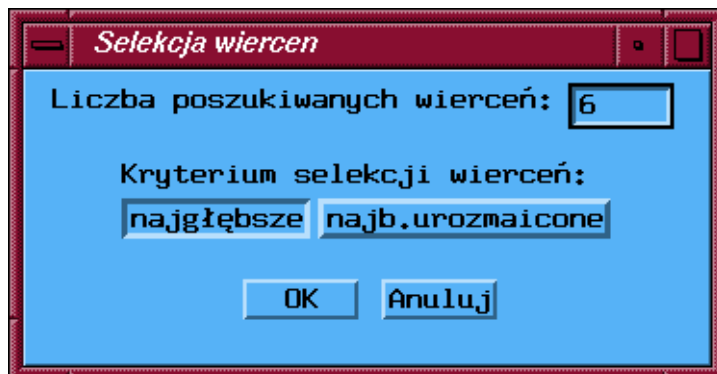 Selekcja wiercen
Liczba poszukiwanych wierceń: 6
Kryterium selekcji wierceń:
najgłębsze najb.urozmaicone
OK Anuluj